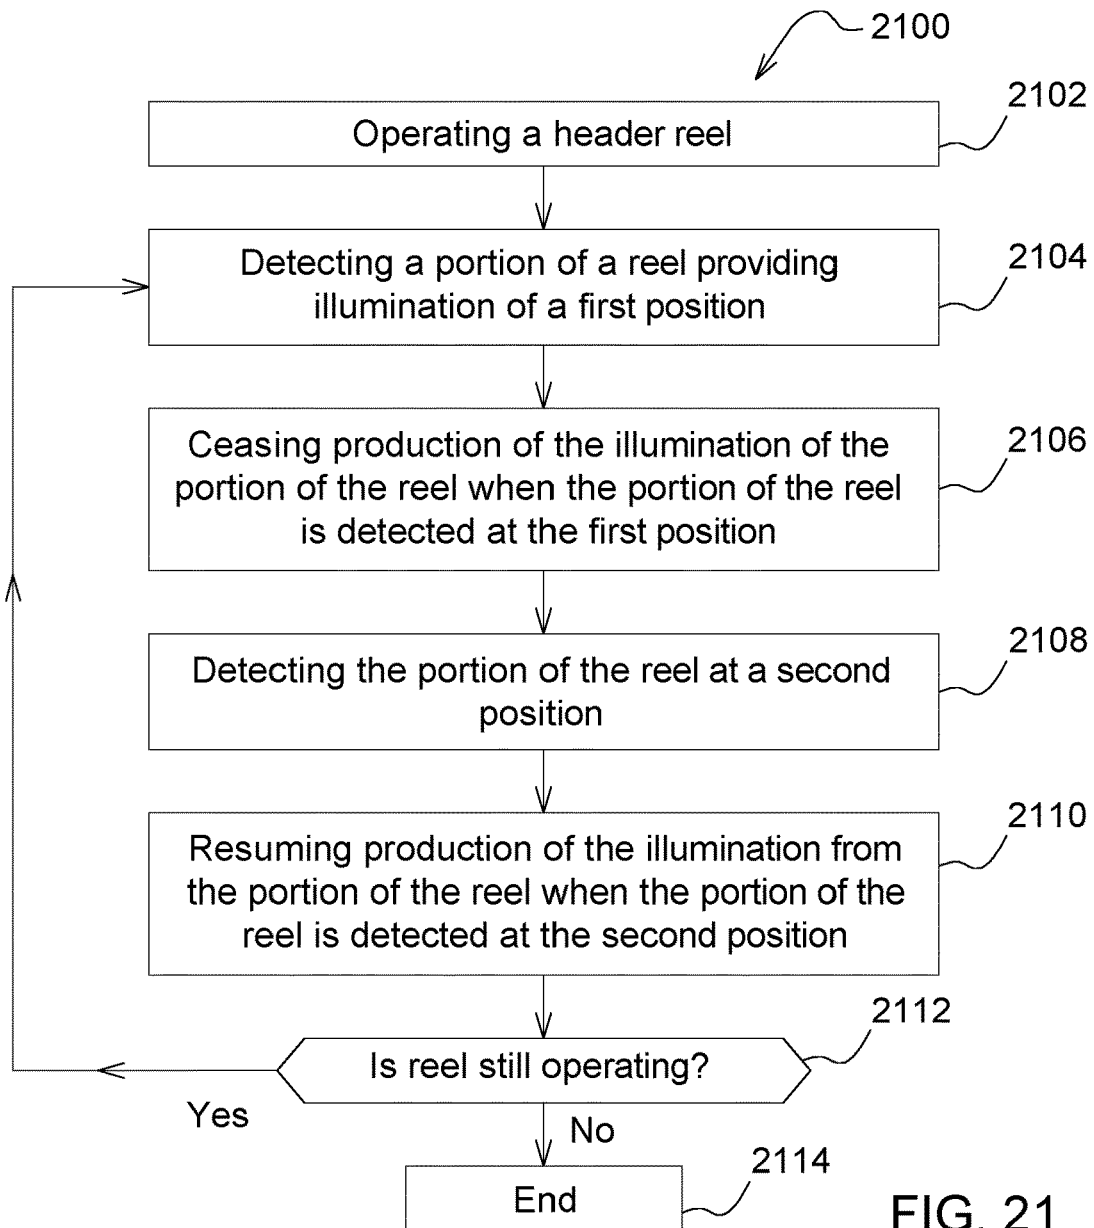 2100
2102
Operating a header reel
2104
Detecting a portion of a reel providing
illumination of a first position
2106
Ceasing production of the illumination of the
portion of the reel when the portion of the reel
is detected at the first position
2108
Detecting the portion of the reel at a second
position
2110
Resuming production of the illumination from
the portion of the reel when the portion of the
reel is detected at the second position
2112
Is reel still operating?
Yes
No
2114
End
FIG. 21